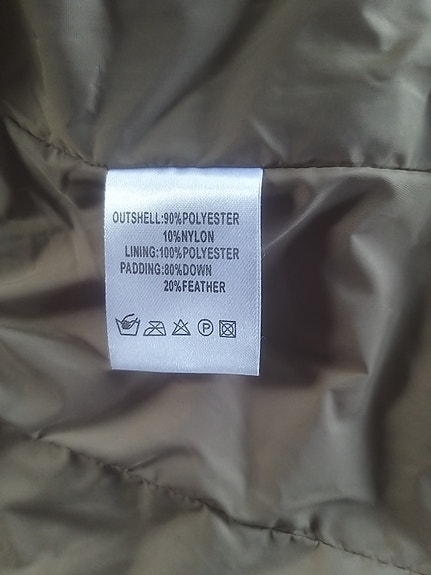 OUTSHELL:90%POLYESTER
10%NYLON
LINING:100%POLYESTER
PADDING:80%DOWN
20%FEATHER
P